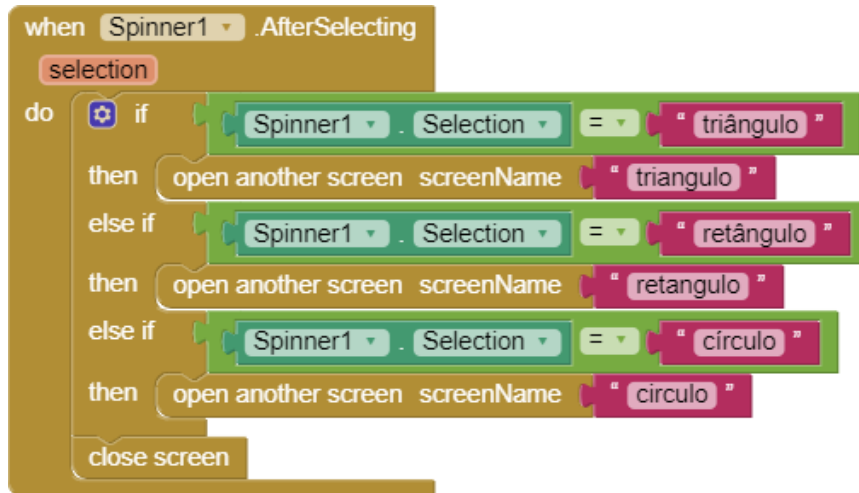 when Spinner1 .AfterSelecting
selection
do if Spinner1 . Selection = “ triângulo ”
then open another screen screenName “ triangulo ”
else if Spinner1 . Selection = “ retângulo ”
then open another screen screenName “ retangulo ”
else if Spinner1 . Selection = “ círculo ”
then open another screen screenName “ circulo ”
close screen